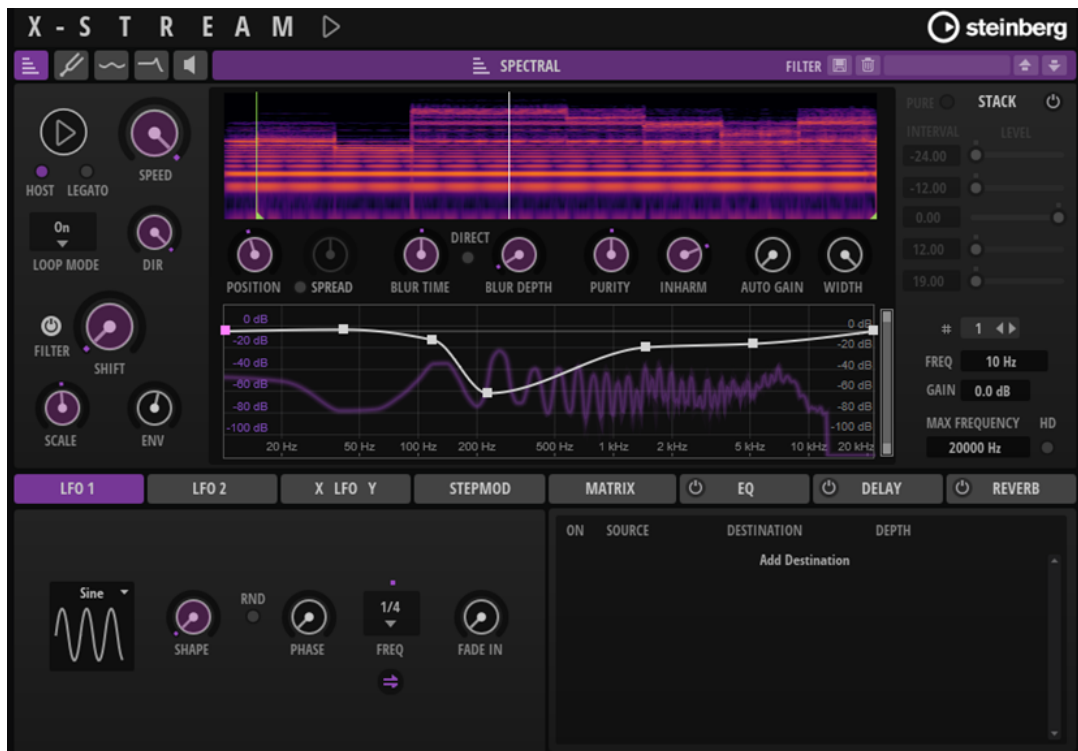 X-STREAM
steinberg
SPECTRAL
FILTER
HOST LEGATO
SPEED
On
LOOP MODE
DIR
FILTER
SHIFT
SCALE
ENV
POSITION
SPREAD
BLUR TIME
DIRECT
BLUR DEPTH
PURITY
INHARM
AUTO GAIN
WIDTH
0 dB
-20 dB
-40 dB
-60 dB
-80 dB
-100 dB
0 dB
-20 dB
-40 dB
-60 dB
-80 dB
-100 dB
20 Hz 50 Hz 100 Hz 200 Hz 500 Hz 1 kHz 2 kHz 5 kHz 10 kHz 20 kHz
PURE STACK
INTERVAL LEVEL
-24.00
-12.00
0.00
12.00
19.00
# 1
FREQ 10 Hz
GAIN 0.0 dB
MAX FREQUENCY HD
20000 Hz
LFO 1 LFO 2 X LFO Y STEPMOD MATRIX EQ DELAY REVERB
Sine
SHAPE
RND
PHASE
1/4
FREQ
FADE IN
ON SOURCE DESTINATION DEPTH
Add Destination